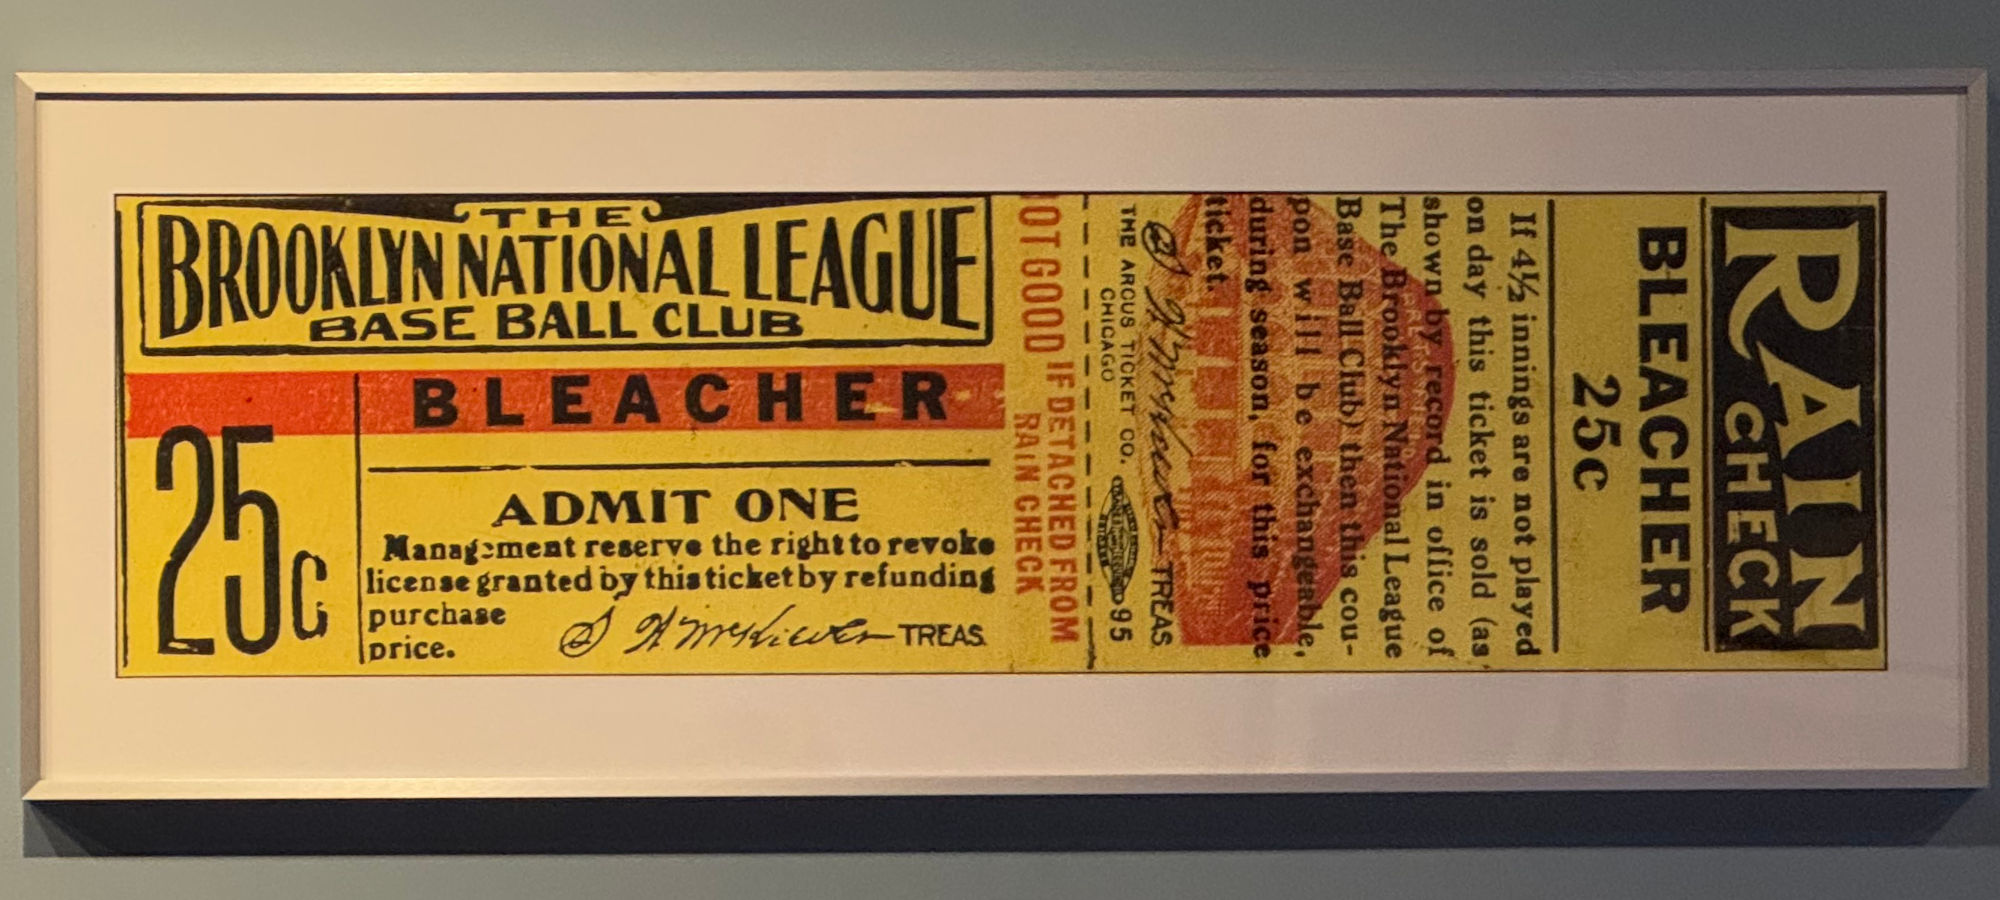 THE
BROOKLYN NATIONAL LEAGUE
BASE BALL CLUB
BLEACHER
25c
ADMIT ONE
Management reserve the right to revoke
license granted by this ticket by refunding
purchase
price.
S H McKeever TREAS.
OT GOOD IF DETACHED FROM
RAIN CHECK
RAIN
CHECK
BLEACHER
25c
If 4½ innings are not played
on day this ticket is sold (as
shown by record in office of
The Brooklyn National League
Base Ball Club) then this cou-
pon will be exchangeable,
during season, for this price
ticket.
S H McKeever TREAS.
THE ARCUS TICKET CO. 95
CHICAGO